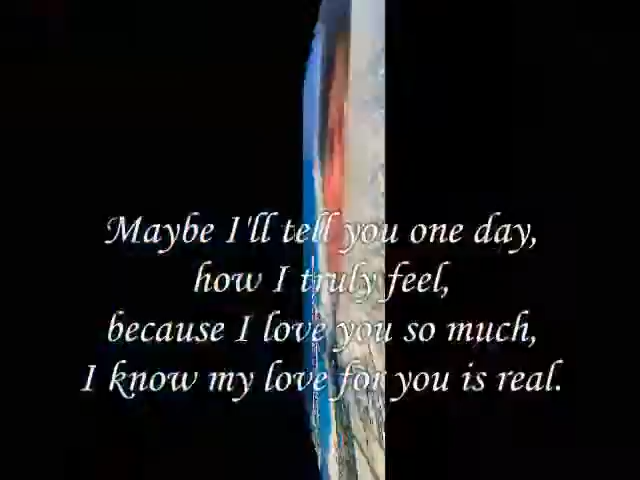 Maybe I'll tell you one day,
how I truly feel,
because I love you so much,
I know my love for you is real.